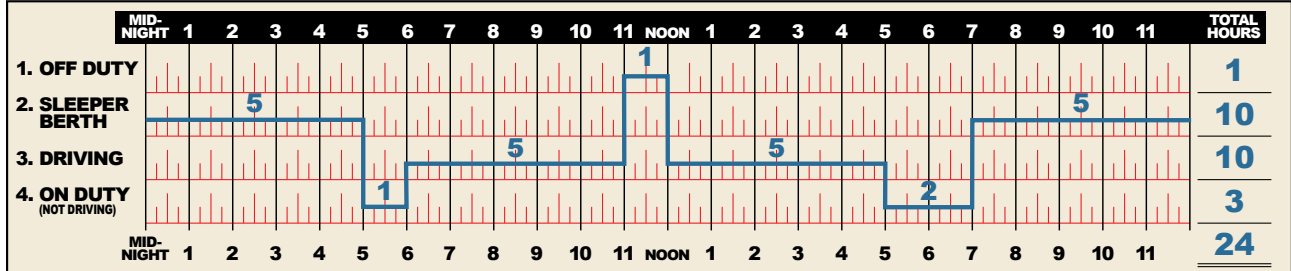 MID-NIGHT 1 2 3 4 5 6 7 8 9 10 11 NOON 1 2 3 4 5 6 7 8 9 10 11 TOTAL HOURS
1. OFF DUTY 1 1
2. SLEEPER BERTH 5 5 10
3. DRIVING 5 5 10
4. ON DUTY 1 2 3
(NOT DRIVING)
MID-NIGHT 1 2 3 4 5 6 7 8 9 10 11 NOON 1 2 3 4 5 6 7 8 9 10 11 24